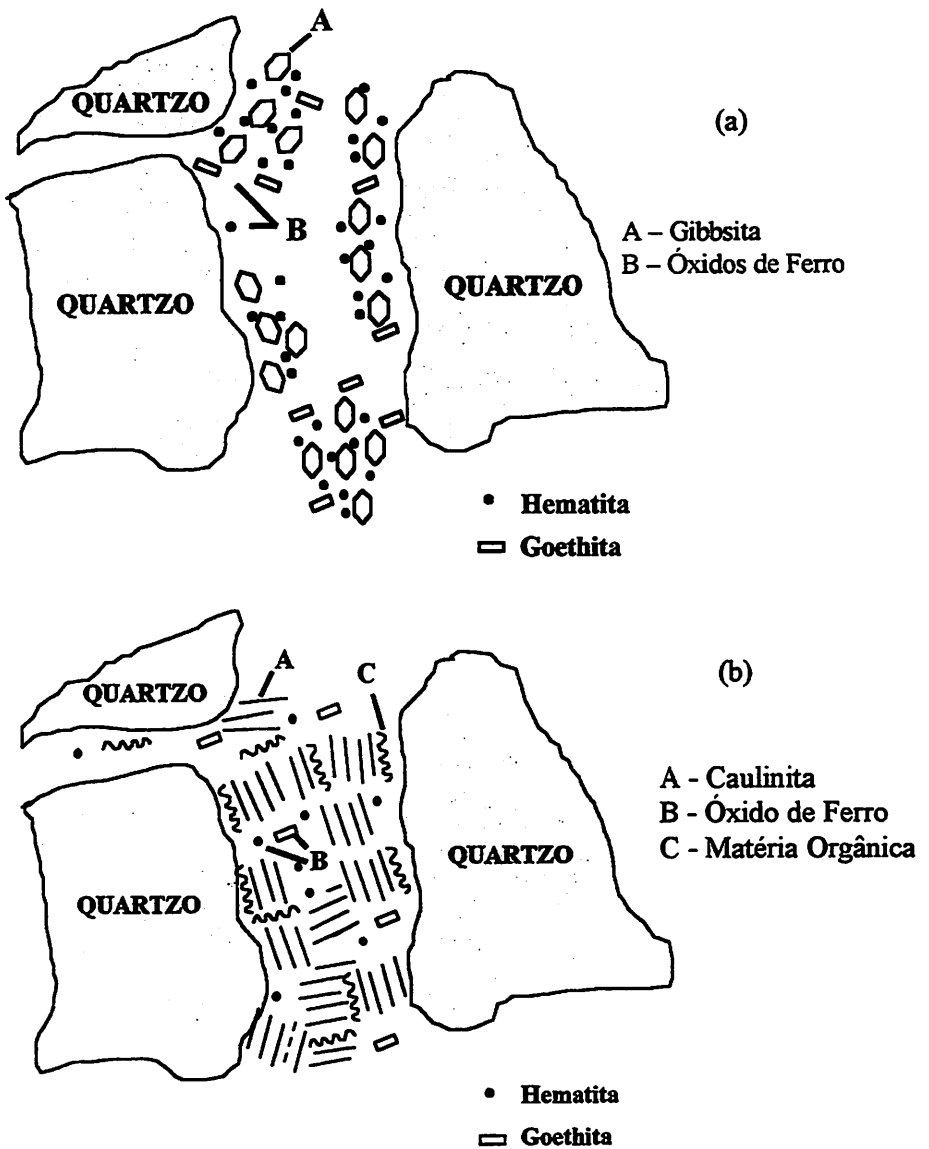 A
QUARTZO
(a)
B
A – Gibbsita
B – Óxidos de Ferro
QUARTZO
QUARTZO
Hematita
Goethita
A
C
(b)
QUARTZO
A - Caulinita
B - Óxido de Ferro
C - Matéria Orgânica
B
QUARTZO
QUARTZO
Hematita
Goethita